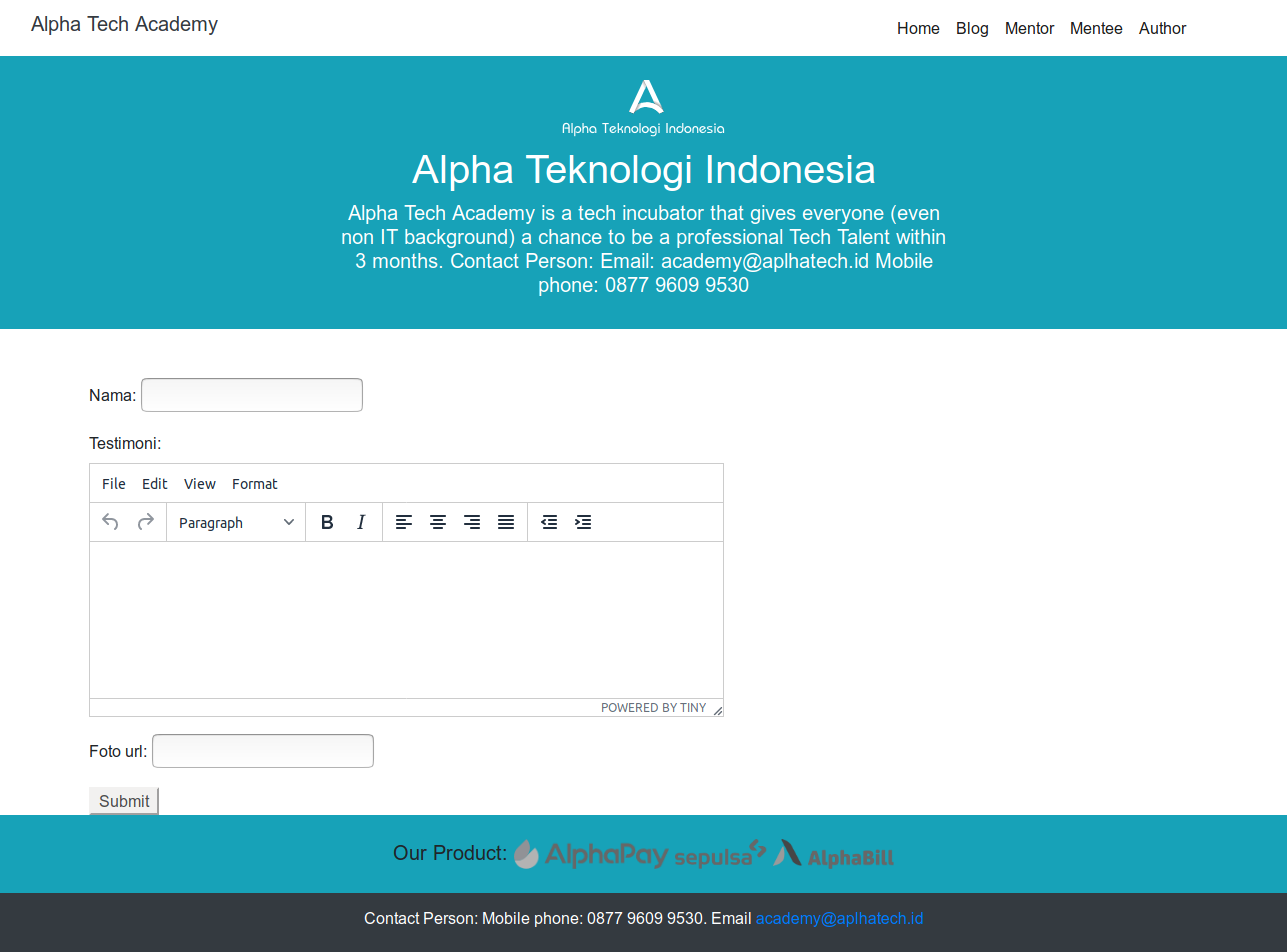 Alpha Tech Academy
Home Blog Mentor Mentee Author
Alpha Teknologi Indonesia
Alpha Teknologi Indonesia
Alpha Tech Academy is a tech incubator that gives everyone (even
non IT background) a chance to be a professional Tech Talent within
3 months. Contact Person: Email: academy@aplhatech.id Mobile
phone: 0877 9609 9530
Nama:
Testimoni:
File Edit View Format
Paragraph B I
POWERED BY TINY
Foto url:
Submit
Our Product: AlphaPay sepulsa AlphaBill
Contact Person: Mobile phone: 0877 9609 9530. Email academy@aplhatech.id